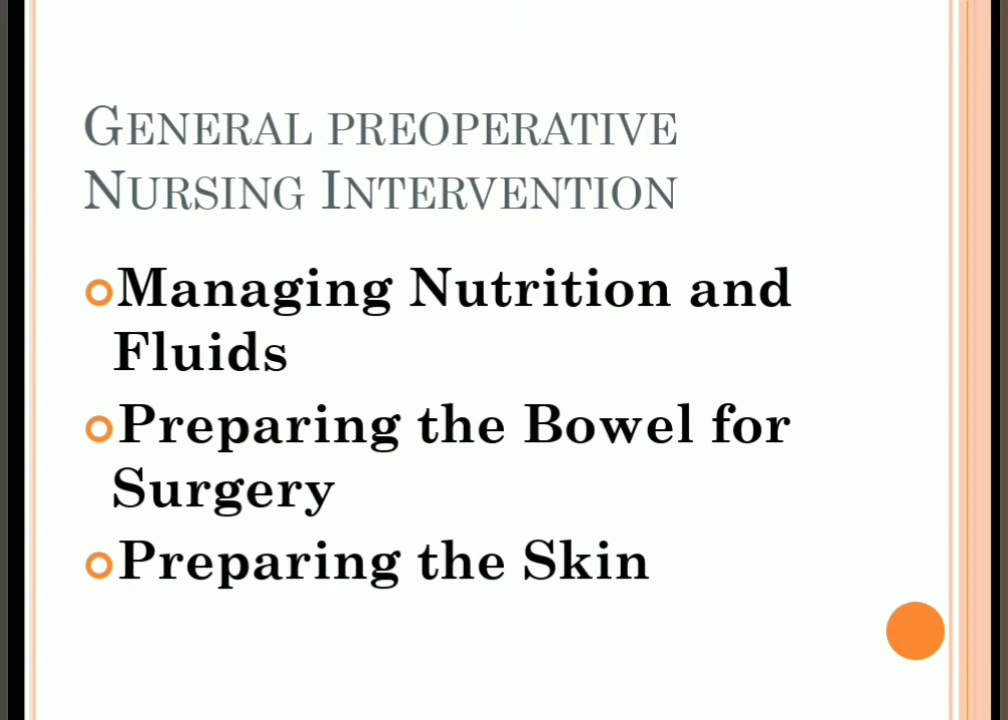 General preoperative
Nursing Intervention
Managing Nutrition and
Fluids
Preparing the Bowel for
Surgery
Preparing the Skin